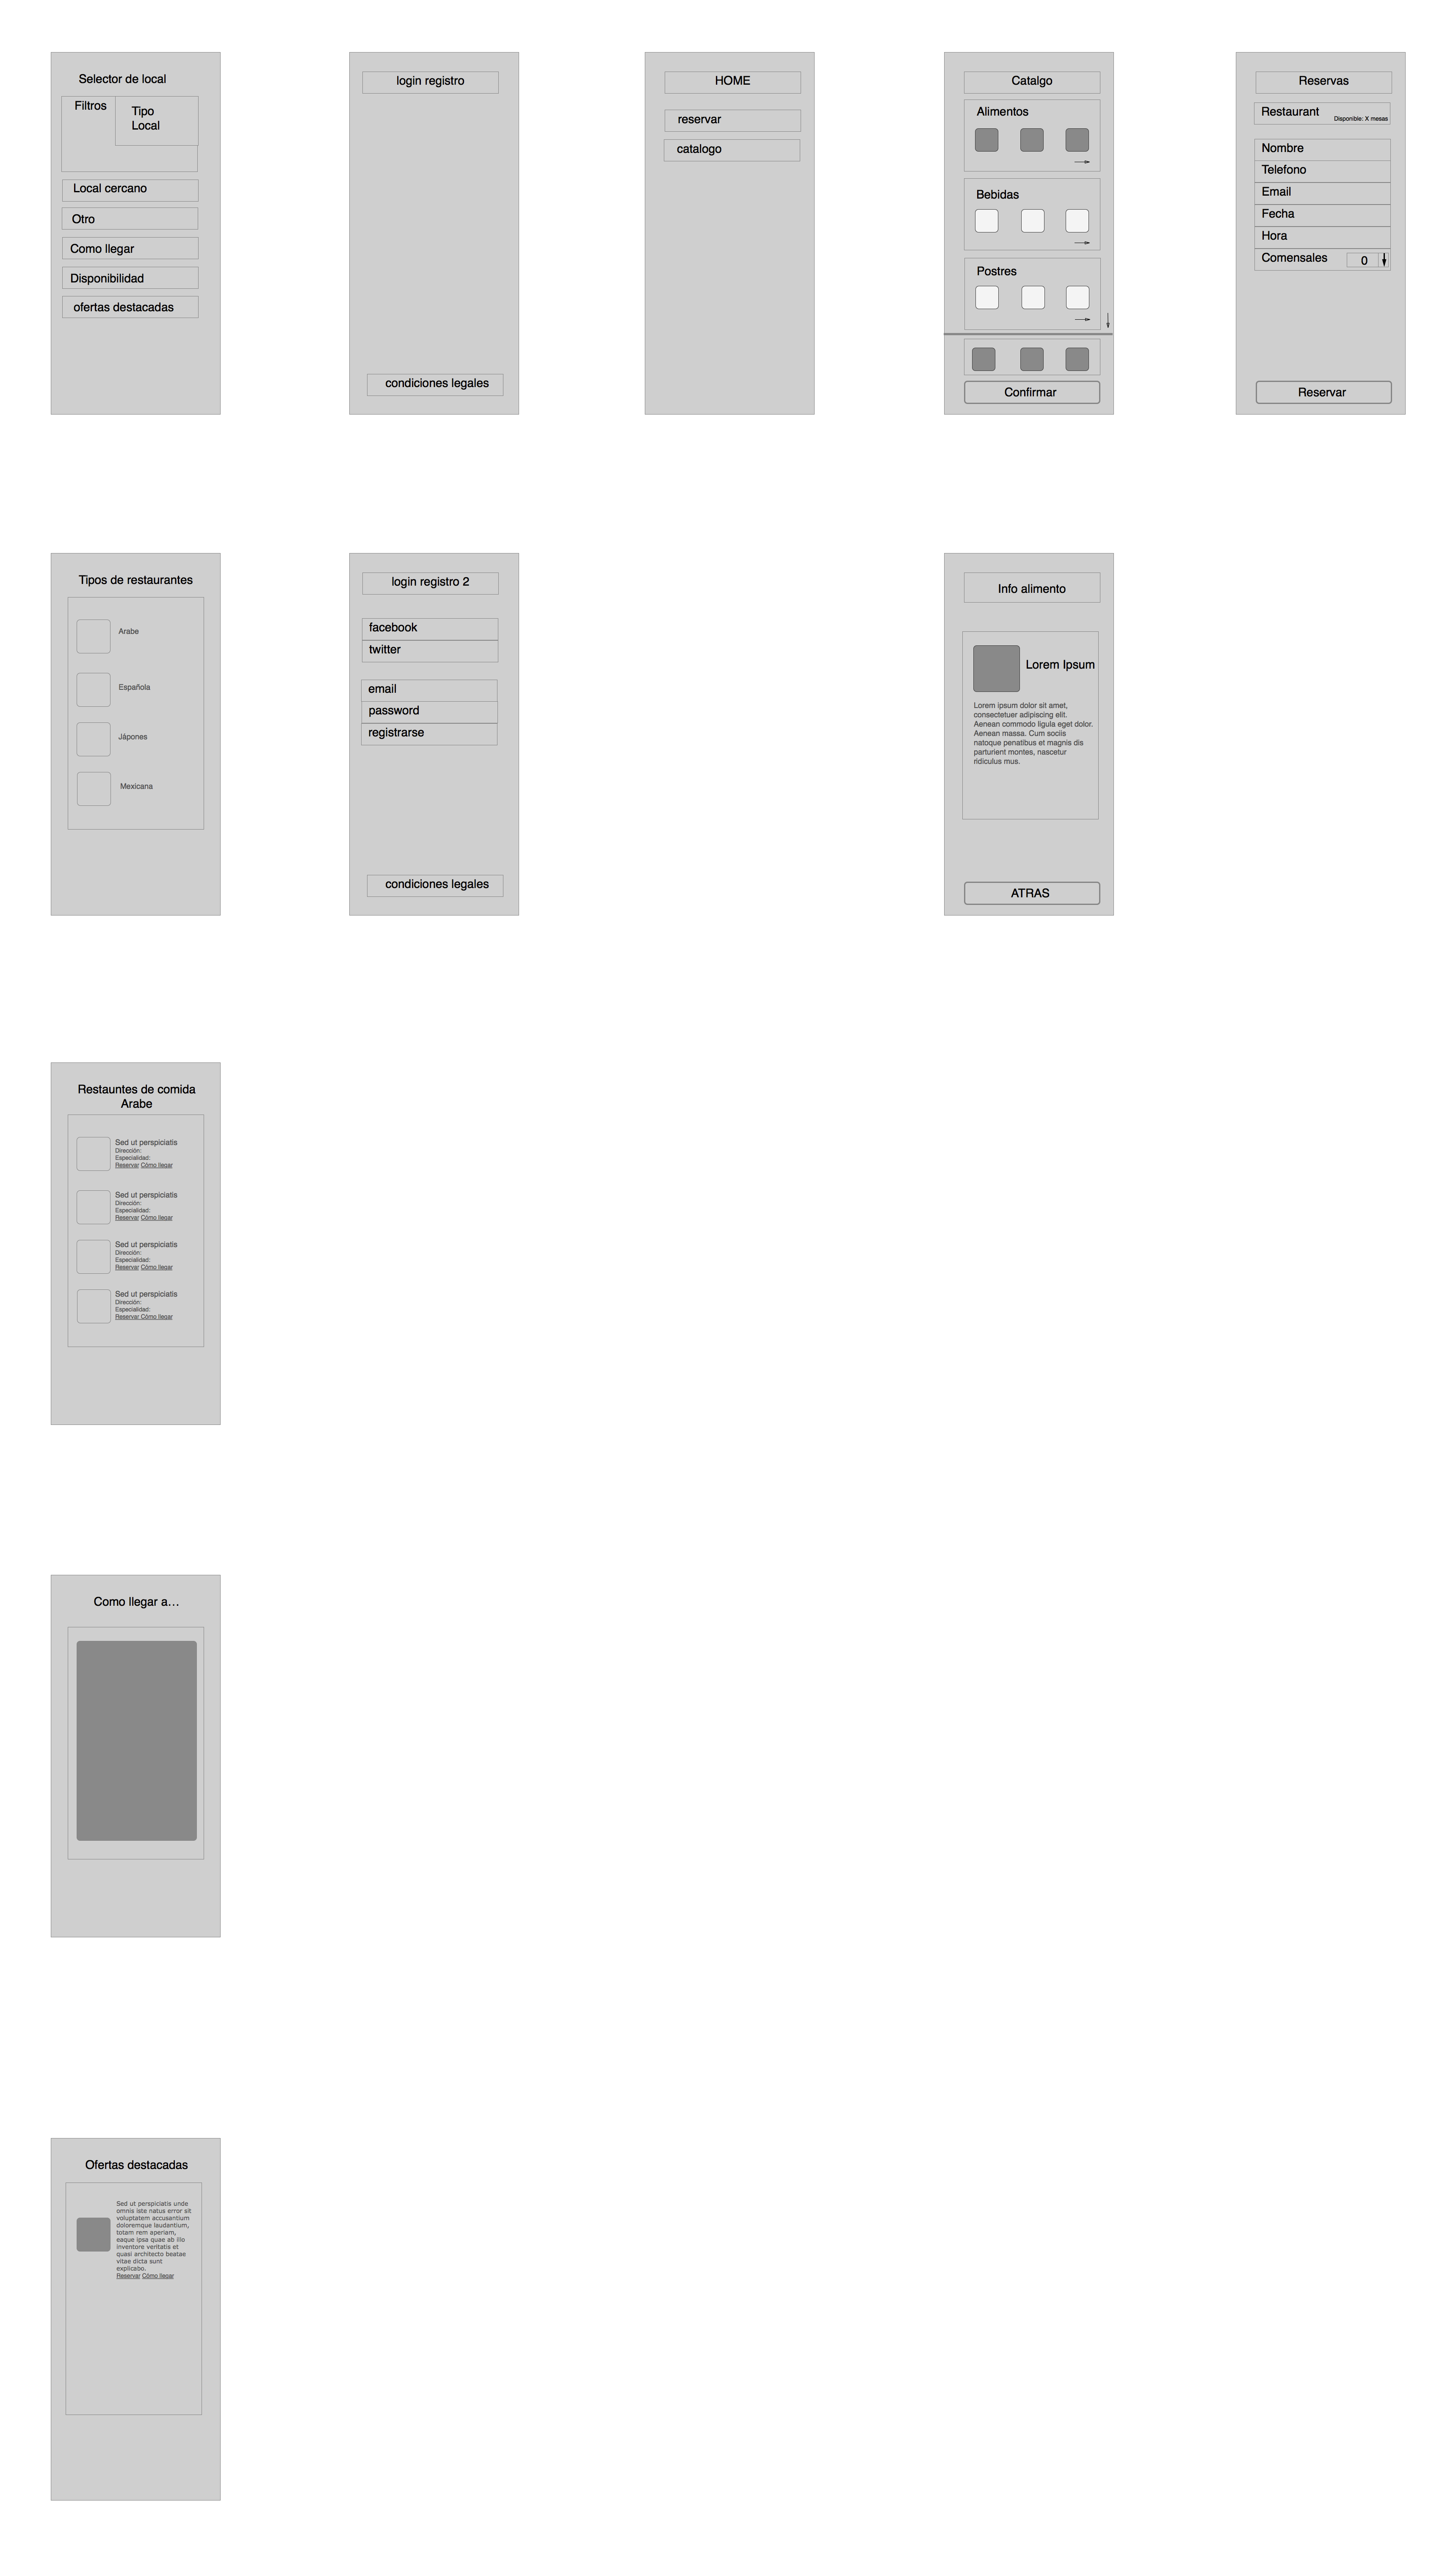 Selector de local
Filtros
Tipo
Local
Local cercano
Otro
Como llegar
Disponibilidad
ofertas destacadas
login registro
condiciones legales
HOME
reservar
catalogo
Catalgo
Alimentos
Bebidas
Postres
Confirmar
Reservas
Restaurant
Disponible: X mesas
Nombre
Telefono
Email
Fecha
Hora
Comensales
0
Reservar
Tipos de restaurantes
Arabe
Española
Jápones
Mexicana
login registro 2
facebook
twitter
email
password
registrarse
condiciones legales
Info alimento
Lorem Ipsum
Lorem ipsum dolor sit amet,
consectetuer adipiscing elit.
Aenean commodo ligula eget dolor.
Aenean massa. Cum sociis
natoque penatibus et magnis dis
parturient montes, nascetur
ridiculus mus.
ATRAS
Restauntes de comida
Arabe
Sed ut perspiciatis
Dirección:
Especialidad:
Reservar Cómo llegar
Sed ut perspiciatis
Dirección:
Especialidad:
Reservar Cómo llegar
Sed ut perspiciatis
Dirección:
Especialidad:
Reservar Cómo llegar
Sed ut perspiciatis
Dirección:
Especialidad:
Reservar Cómo llegar
Como llegar a…
Ofertas destacadas
Sed ut perspiciatis unde
omnis iste natus error sit
voluptatem accusantium
doloremque laudantium,
totam rem aperiam,
eaque ipsa quae ab illo
inventore veritatis et
quasi architecto beatae
vitae dicta sunt
explicabo.
Reservar Cómo llegar